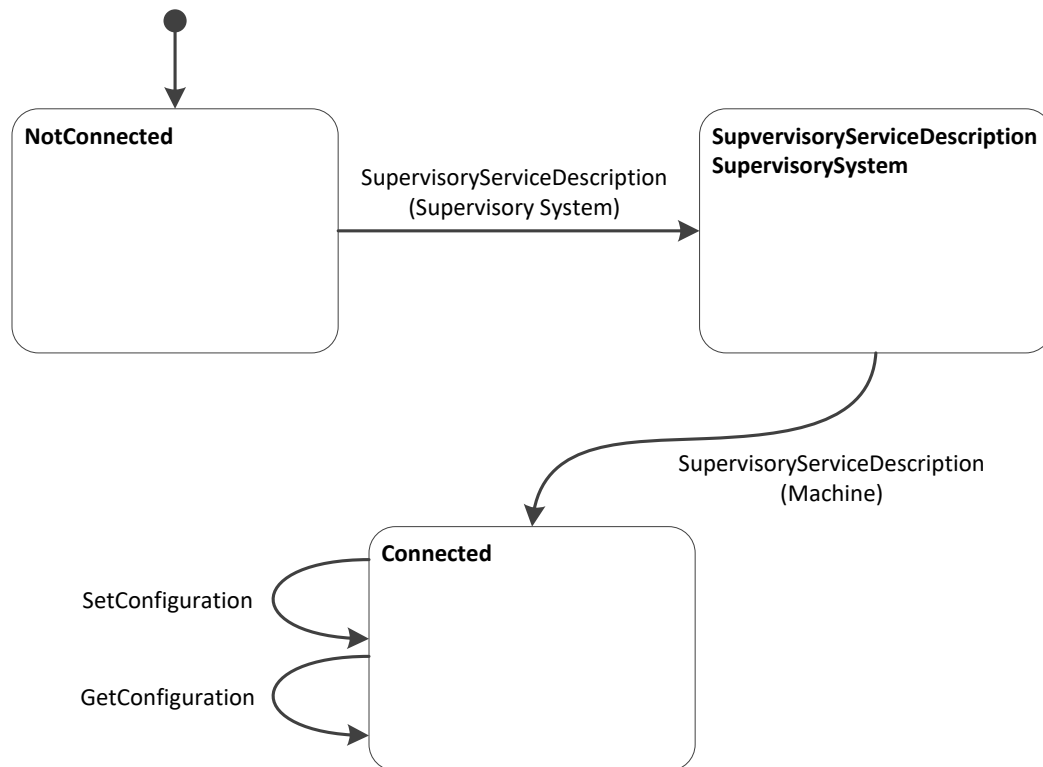 NotConnected
SupervisoryServiceDescription
(Supervisory System)
SupvervisoryServiceDescription
SupervisorySystem
SupervisoryServiceDescription
(Machine)
Connected
SetConfiguration
GetConfiguration